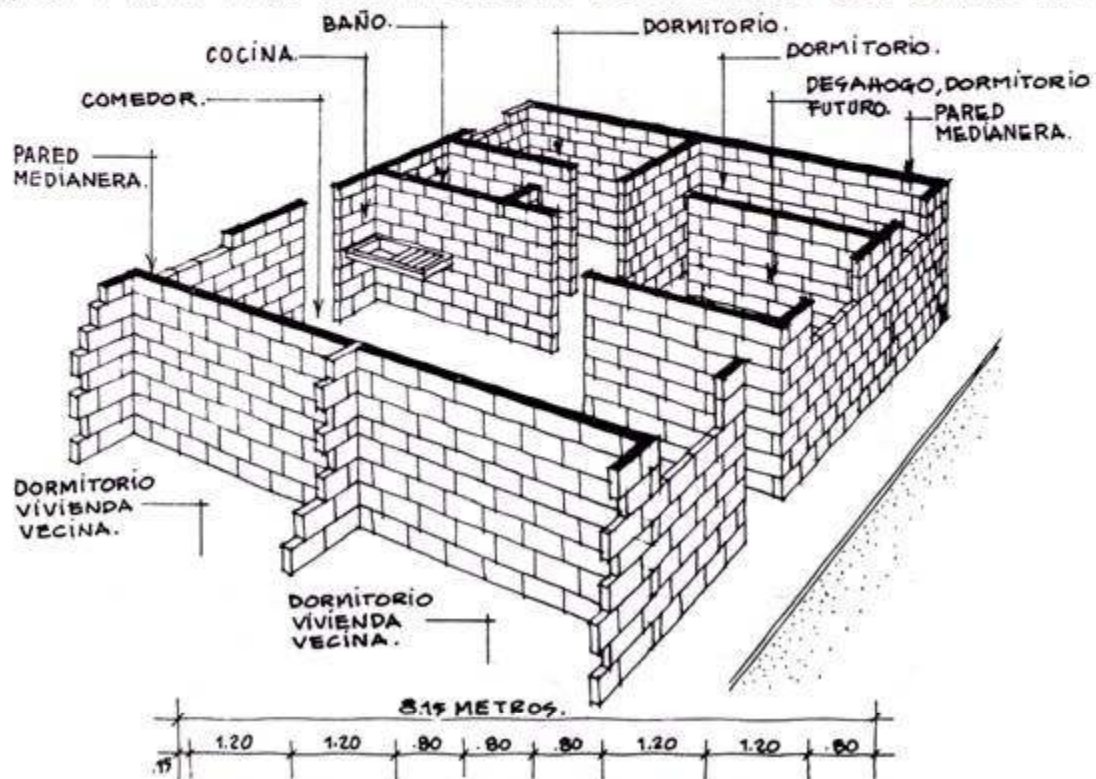 BAÑO.
DORMITORIO.
COCINA.
DORMITORIO.
COMEDOR.
DESAHOGO, DORMITORIO
FUTURO.
PARED
MEDIANERA.
PARED
MEDIANERA.
DORMITORIO
VIVIENDA
VECINA.
DORMITORIO
VIVIENDA
VECINA.
8.15 METROS.
1.20 1.20 .80 .80 .80 1.20 1.20 .80
.15